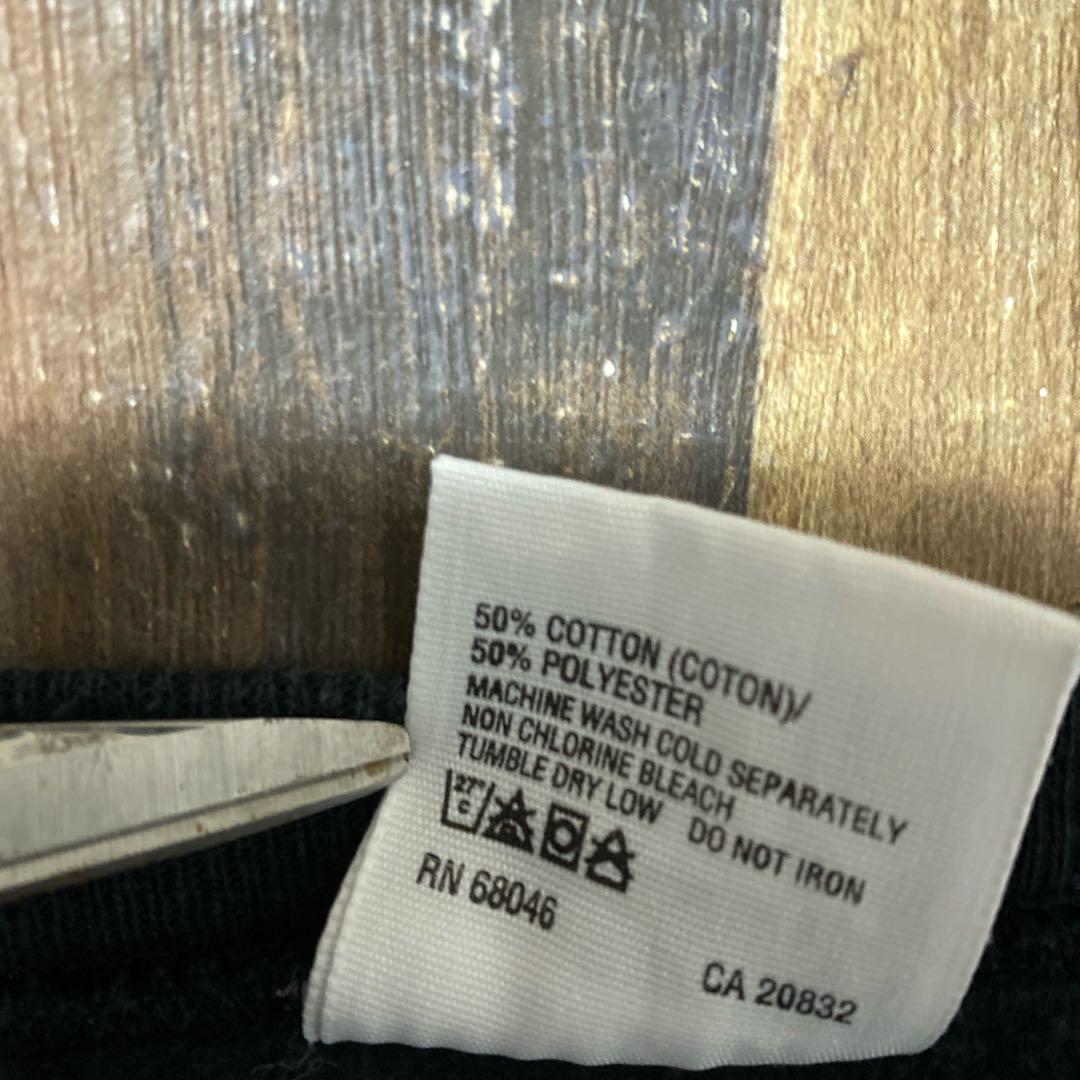 50% COTTON (COTON)/
50% POLYESTER
MACHINE WASH COLD SEPARATELY
NON CHLORINE BLEACH
TUMBLE DRY LOW DO NOT IRON
27°
C
RN 68046
CA 20832